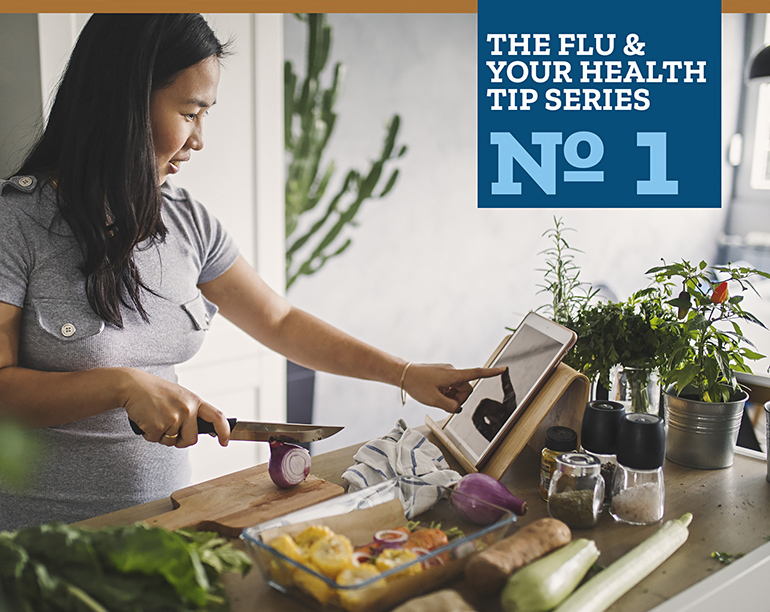 THE FLU &
YOUR HEALTH
TIP SERIES
Nº 1